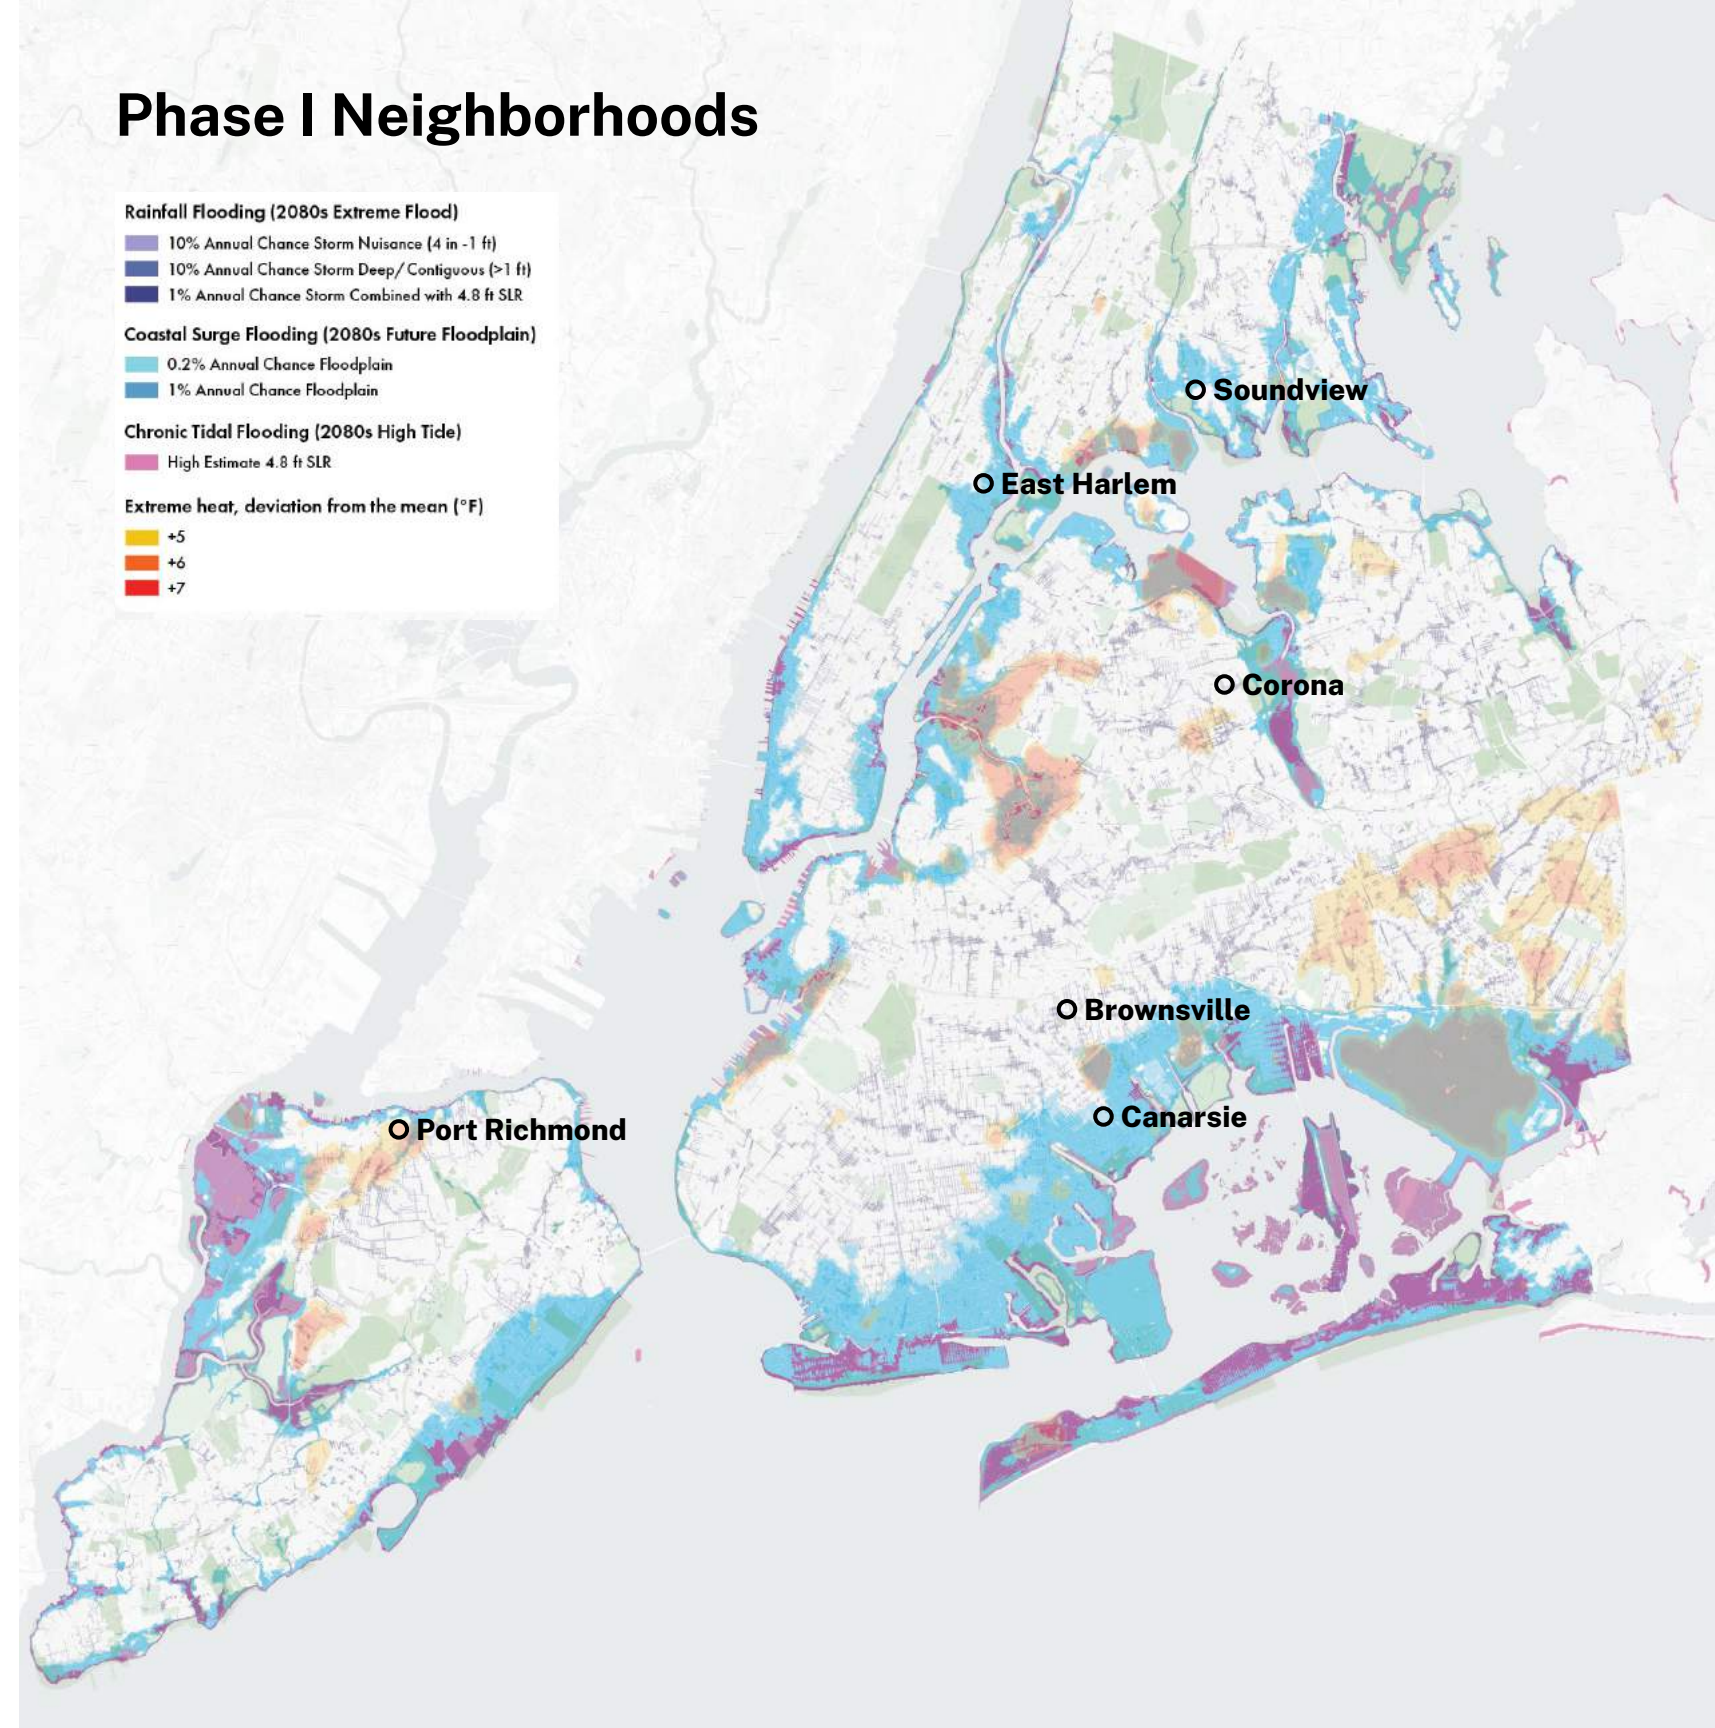 Phase I Neighborhoods
Rainfall Flooding (2080s Extreme Flood)
10% Annual Chance Storm Nuisance (4 in -1 ft)
10% Annual Chance Storm Deep/Contiguous (>1 ft)
1% Annual Chance Storm Combined with 4.8 ft SLR
Coastal Surge Flooding (2080s Future Floodplain)
0.2% Annual Chance Floodplain
1% Annual Chance Floodplain
Chronic Tidal Flooding (2080s High Tide)
High Estimate 4.8 ft SLR
Extreme heat, deviation from the mean (°F)
+5
+6
+7
Soundview
East Harlem
Corona
Brownsville
Canarsie
Port Richmond